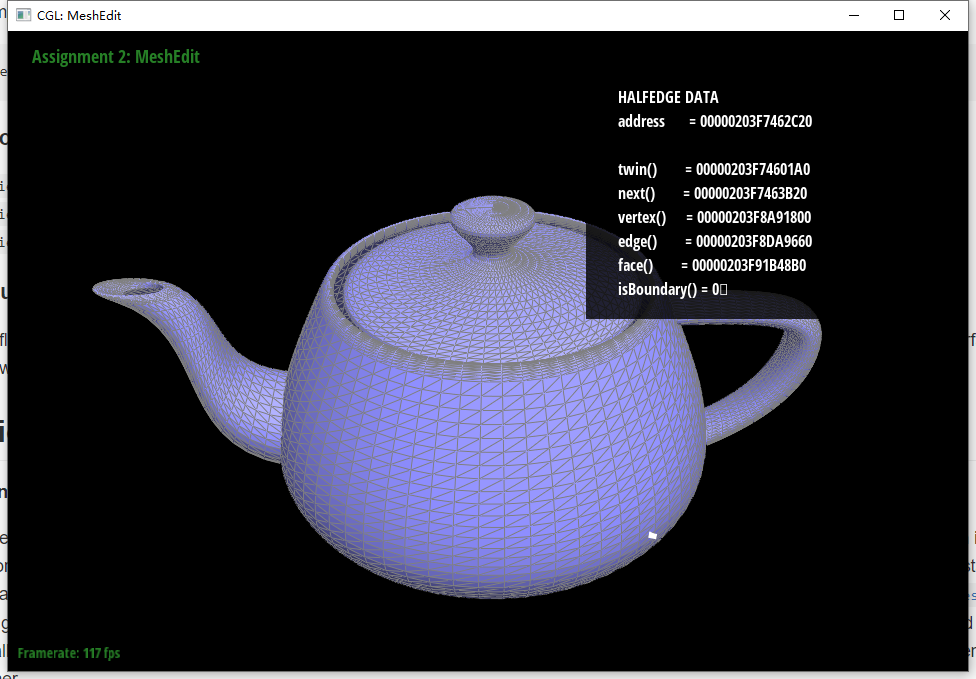 CGL: MeshEdit
Assignment 2: MeshEdit
HALFEDGE DATA
address = 00000203F7462C20
twin() = 00000203F74601A0
next() = 00000203F7463B20
vertex() = 00000203F8A91800
edge() = 00000203F8DA9660
face() = 00000203F91B48B0
isBoundary() = 0▯
Framerate: 117 fps